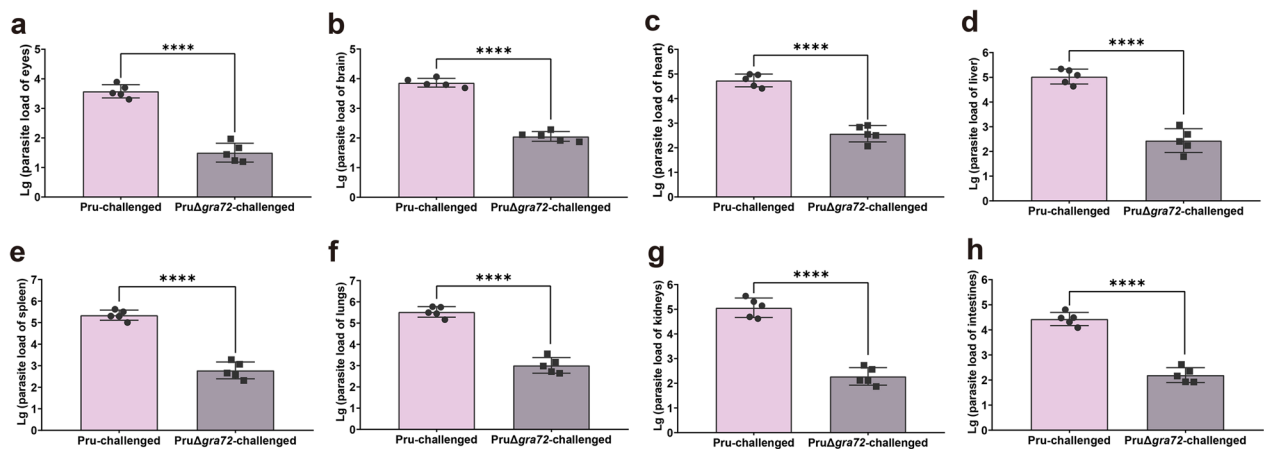 a
Lg (parasite load of eyes)
5
4
3
2
1
0
****
Pru-challenged
PruΔgra72-challenged
b
Lg (parasite load of brain)
5
4
3
2
1
0
****
Pru-challenged
PruΔgra72-challenged
c
Lg (parasite load of heart)
6
5
4
3
2
1
0
****
Pru-challenged
PruΔgra72-challenged
d
Lg (parasite load of liver)
6
5
4
3
2
1
0
****
Pru-challenged
PruΔgra72-challenged
e
Lg (parasite load of spleen)
7
6
5
4
3
2
1
0
****
Pru-challenged
PruΔgra72-challenged
f
Lg (parasite load of lungs)
7
6
5
4
3
2
1
0
****
Pru-challenged
PruΔgra72-challenged
g
Lg (parasite load of kidneys)
6
5
4
3
2
1
0
****
Pru-challenged
PruΔgra72-challenged
h
Lg (parasite load of intestines)
6
5
4
3
2
1
0
****
Pru-challenged
PruΔgra72-challenged